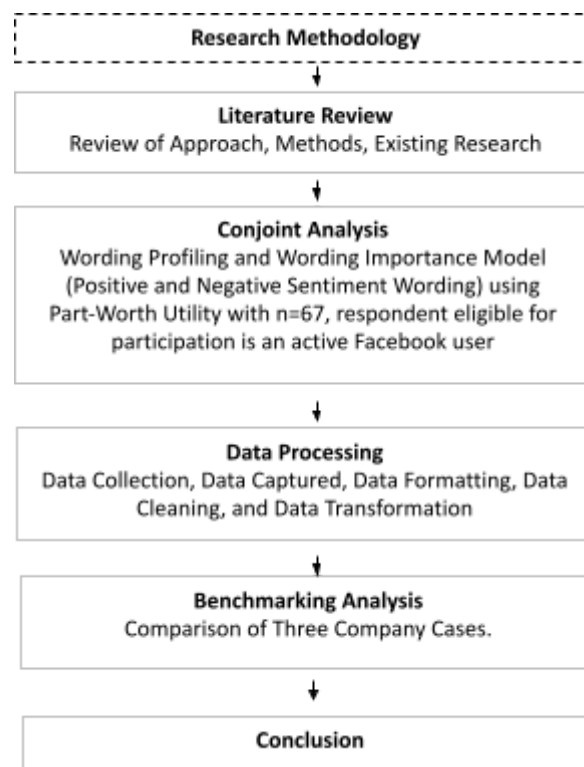 Research Methodology
Literature Review
Review of Approach, Methods, Existing Research
Conjoint Analysis
Wording Profiling and Wording Importance Model
(Positive and Negative Sentiment Wording) using
Part-Worth Utility with n=67, respondent eligible for
participation is an active Facebook user
Data Processing
Data Collection, Data Captured, Data Formatting, Data
Cleaning, and Data Transformation
Benchmarking Analysis
Comparison of Three Company Cases.
Conclusion